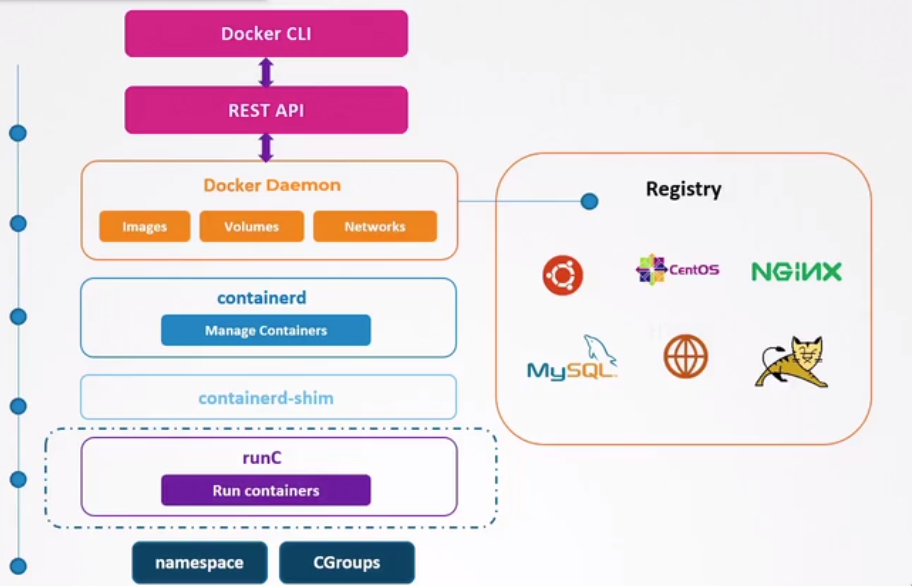 Docker CLI
REST API
Docker Daemon
Images
Volumes
Networks
containerd
Manage Containers
containerd-shim
runC
Run containers
namespace
CGroups
Registry
CentOS
NGiNX
MySQL